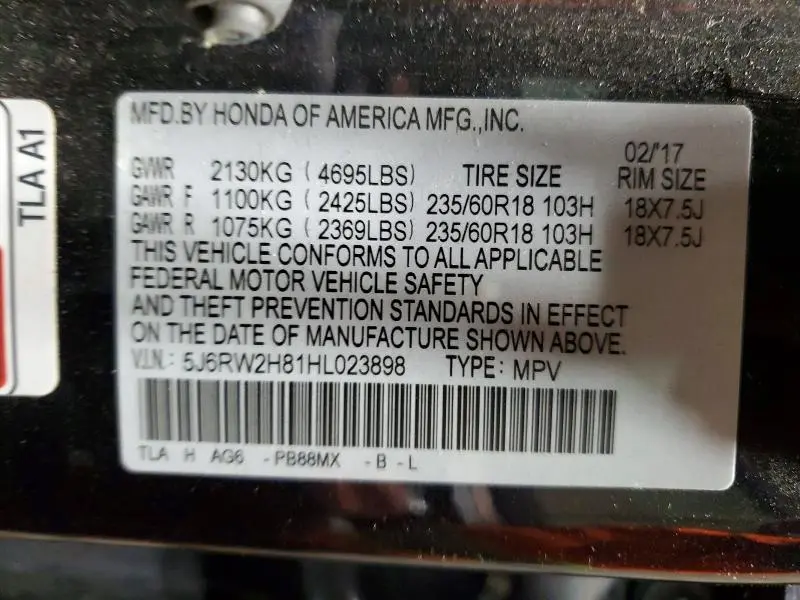 MFD.BY HONDA OF AMERICA MFG.,INC.
02/'17
GVWR 2130KG ( 4695LBS) TIRE SIZE RIM SIZE
GAWR F 1100KG ( 2425LBS) 235/60R18 103H 18X7.5J
GAWR R 1075KG ( 2369LBS) 235/60R18 103H 18X7.5J
THIS VEHICLE CONFORMS TO ALL APPLICABLE
FEDERAL MOTOR VEHICLE SAFETY
AND THEFT PREVENTION STANDARDS IN EFFECT
ON THE DATE OF MANUFACTURE SHOWN ABOVE.
V.I.N.: 5J6RW2H81HL023898 TYPE: MPV
TLA H AG6 -PB88MX -B -L
TLA A1